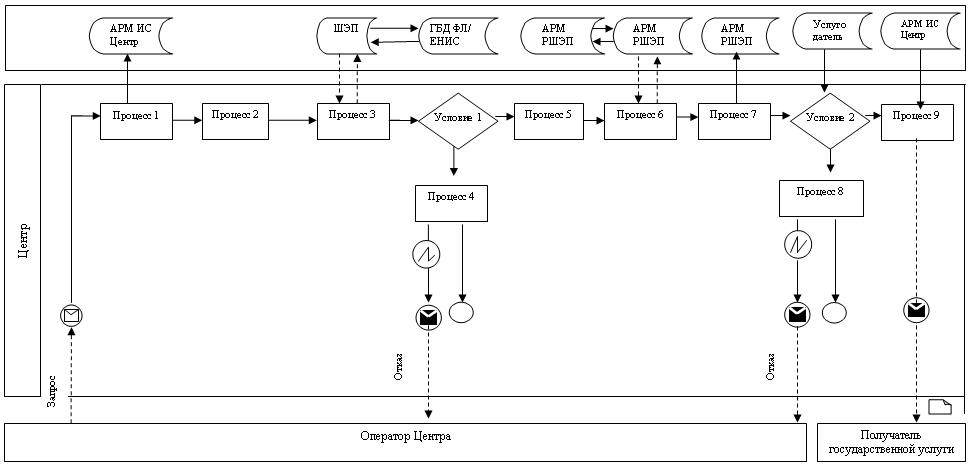 АРМ ИС
Центр
ШЭП
ГБД ФЛ/
ЕНИС
АРМ
РШЭП
АРМ
РШЭП
АРМ
РШЭП
Услуго
датель
АРМ ИС
Центр
Центр
Процесс 1
Процесс 2
Процесс 3
Условие 1
Процесс 5
Процесс 6
Процесс 7
Условие 2
Процесс 9
Процесс 4
Процесс 8
Запрос
Отказ
Отказ
Оператор Центра
Получатель
государственной услуги